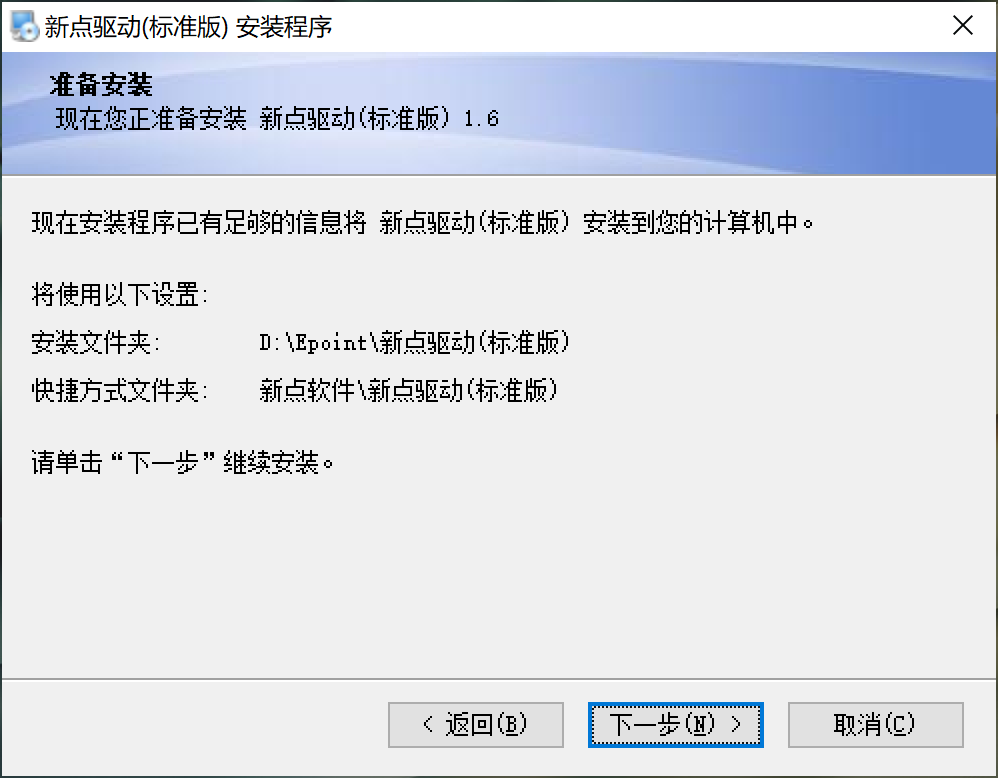 新点驱动(标准版) 安装程序
准备安装
现在您正准备安装 新点驱动(标准版) 1.6
现在安装程序已有足够的信息将 新点驱动(标准版) 安装到您的计算机中。
将使用以下设置:
安装文件夹: D:\Epoint\新点驱动(标准版)
快捷方式文件夹: 新点软件\新点驱动(标准版)
请单击“下一步”继续安装。
< 返回(B) 下一步(N) > 取消(C)